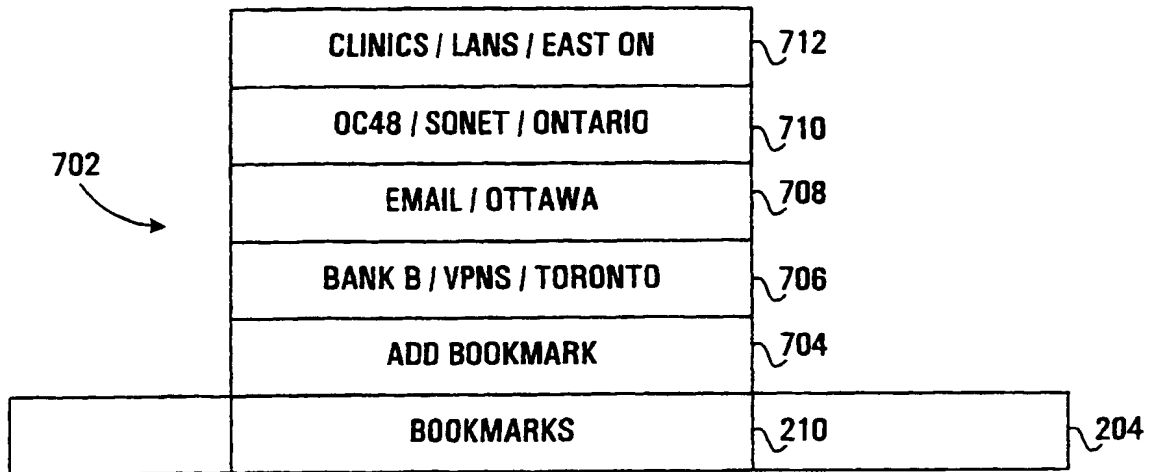 CLINICS / LANS / EAST ON 712
OC48 / SONET / ONTARIO 710
702
EMAIL / OTTAWA 708
BANK B / VPNS / TORONTO 706
ADD BOOKMARK 704
BOOKMARKS 210 204